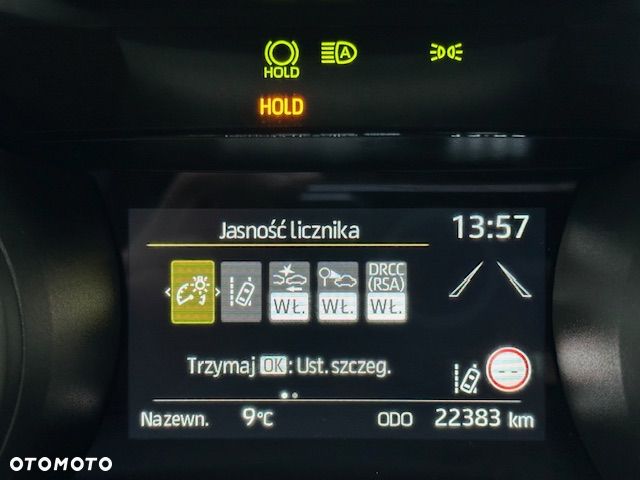 HOLD A
HOLD
Jasność licznika 13:57
WŁ. WŁ. DRCC (RSA) WŁ.
Trzymaj OK: Ust. szczeg.
Nazewn. 9°C ODO 22383 km
OTOMOTO